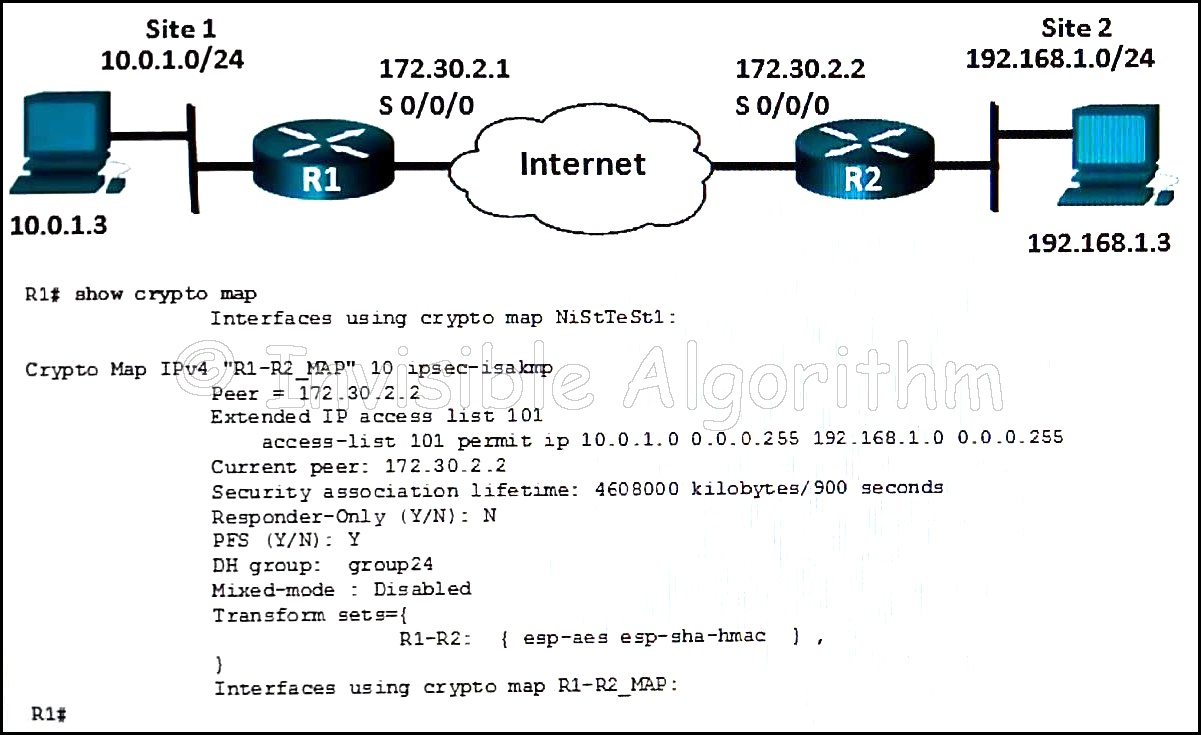 Site 1
10.0.1.0/24
Site 2
192.168.1.0/24
172.30.2.1
S 0/0/0
172.30.2.2
S 0/0/0
Internet
R1
R2
10.0.1.3
192.168.1.3
R1# show crypto map
Interfaces using crypto map NiStTeSt1:
Crypto Map IPv4 "R1-R2_MAP" 10 ipsec-isakmp
Peer = 172.30.2.2
Extended IP access list 101
access-list 101 permit ip 10.0.1.0 0.0.0.255 192.168.1.0 0.0.0.255
Current peer: 172.30.2.2
Security association lifetime: 4608000 kilobytes/900 seconds
Responder-Only (Y/N): N
PFS (Y/N): Y
DH group: group24
Mixed-mode : Disabled
Transform sets={
R1-R2: { esp-aes esp-sha-hmac } ,
}
Interfaces using crypto map R1-R2_MAP:
R1#
© Invisible Algorithm